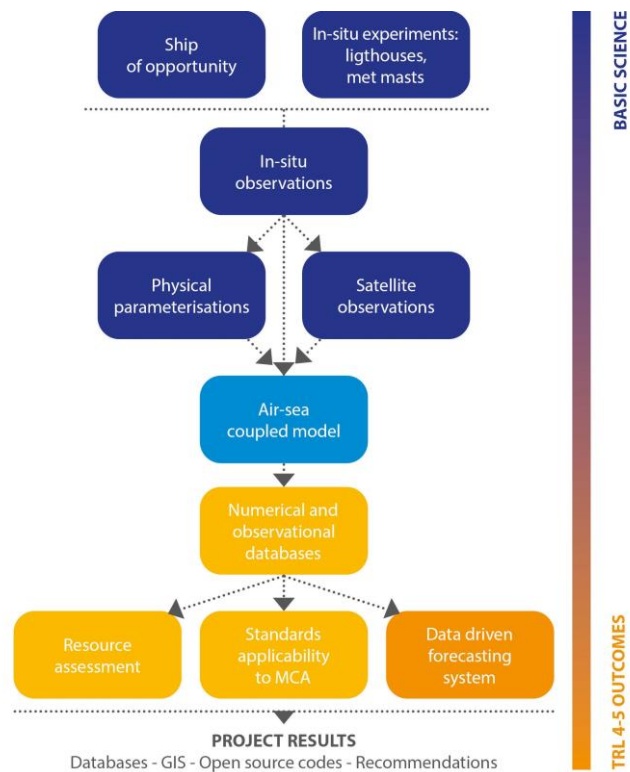 Ship
of opportunity
In-situ experiments:
ligthouses,
met masts
BASIC SCIENCE
In-situ
observations
Physical
parameterisations
Satellite
observations
Air-sea
coupled model
Numerical and
observational
databases
Resource
assessment
Standards
applicability
to MCA
Data driven
forecasting
system
TRL 4-5 OUTCOMES
PROJECT RESULTS
Databases - GIS - Open source codes - Recommendations